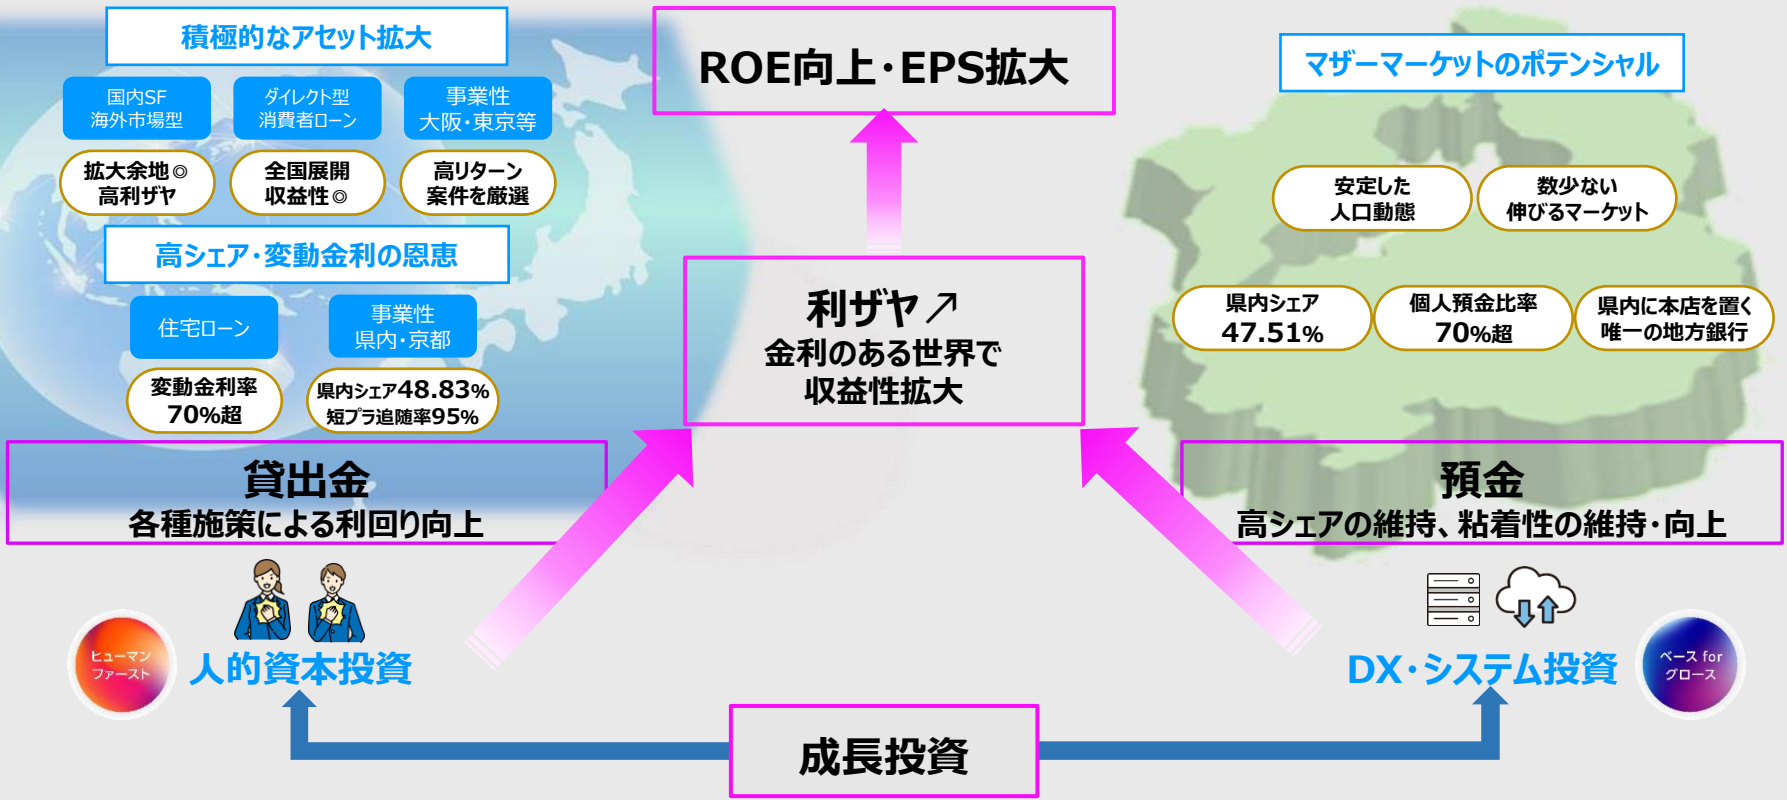 積極的なアセット拡大
国内SF
海外市場型
ダイレクト型
消費者ローン
事業性
大阪・東京等
拡大余地◎
高利ザヤ
全国展開
収益性◎
高リターン
案件を厳選
高シェア・変動金利の恩恵
住宅ローン
事業性
県内・京都
変動金利率
70%超
県内シェア48.83%
短プラ追随率95%
貸出金
各種施策による利回り向上
ROE向上・EPS拡大
利ザヤ↗
金利のある世界で
収益性拡大
マザーマーケットのポテンシャル
安定した
人口動態
数少ない
伸びるマーケット
県内シェア
47.51%
個人預金比率
70%超
県内に本店を置く
唯一の地方銀行
預金
高シェアの維持、粘着性の維持・向上
ヒューマン
ファースト
人的資本投資
DX・システム投資
ベース for
グロース
成長投資